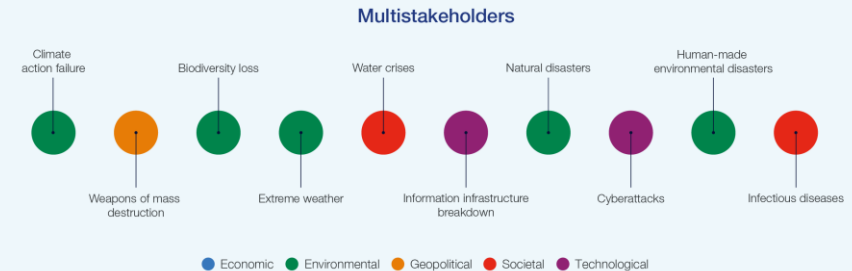 Multistakeholders
Climate
action failure
Biodiversity loss
Water crises
Natural disasters
Human-made
environmental disasters
Weapons of mass
destruction
Extreme weather
Information infrastructure
breakdown
Cyberattacks
Infectious diseases
Economic Environmental Geopolitical Societal Technological